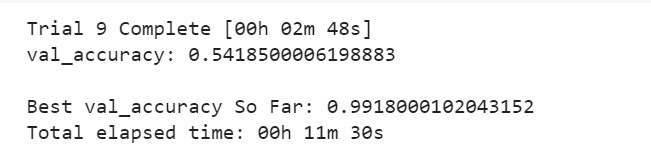 Trial 9 Complete [00h 02m 48s]
val_accuracy: 0.5418500006198883
Best val_accuracy So Far: 0.9918000102043152
Total elapsed time: 00h 11m 30s